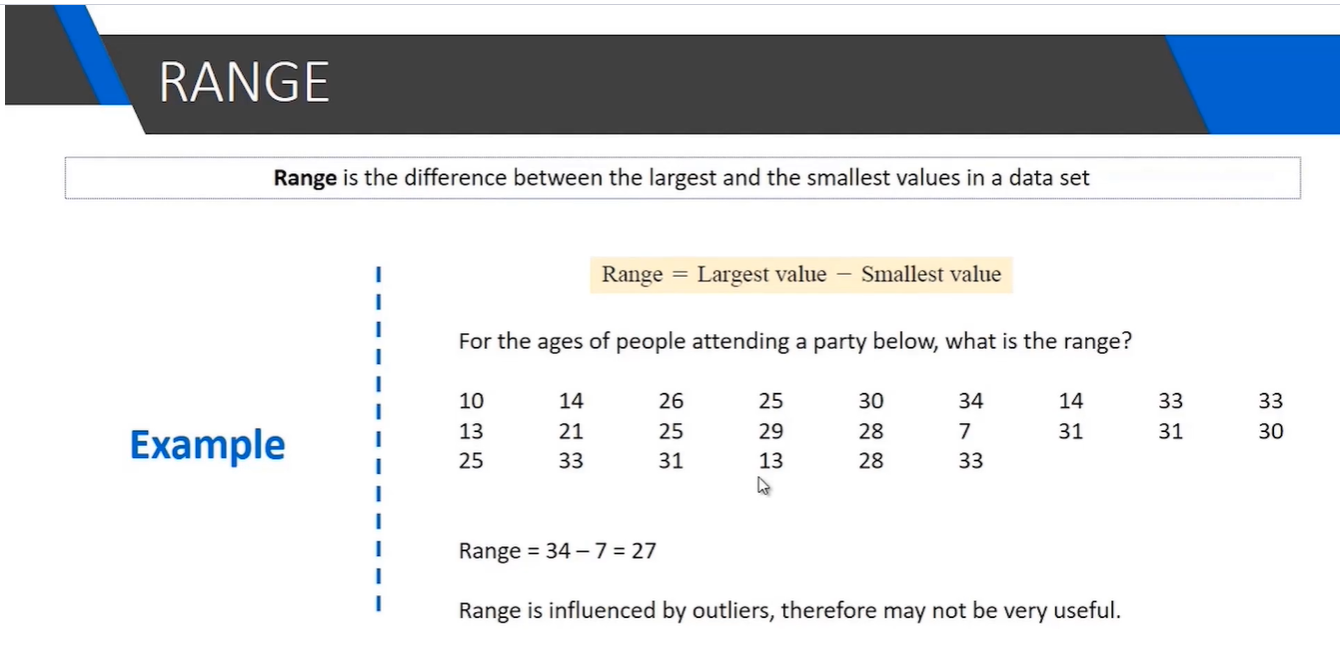 RANGE
Range is the difference between the largest and the smallest values in a data set
Range = Largest value − Smallest value
For the ages of people attending a party below, what is the range?
Example
10 14 26 25 30 34 14 33 33
13 21 25 29 28 7 31 31 30
25 33 31 13 28 33
Range = 34 – 7 = 27
Range is influenced by outliers, therefore may not be very useful.